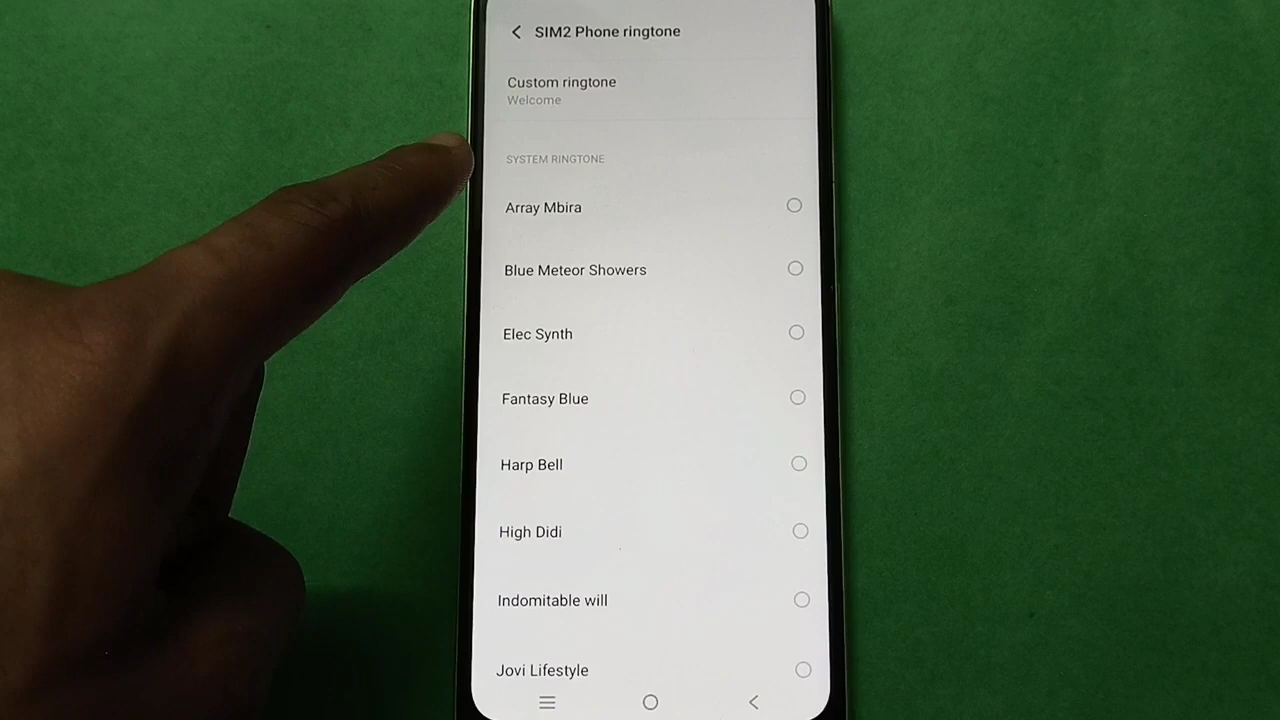 SIM2 Phone ringtone
Custom ringtone
Welcome
SYSTEM RINGTONE
Array Mbira
Blue Meteor Showers
Elec Synth
Fantasy Blue
Harp Bell
High Didi
Indomitable will
Jovi Lifestyle